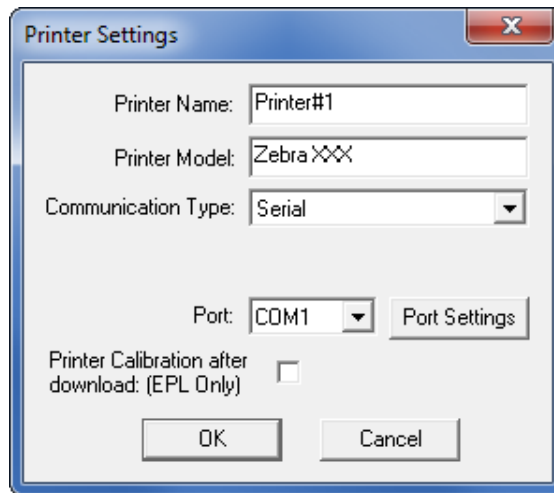 Printer Settings
Printer Name: Printer#1
Printer Model: Zebra XXX
Communication Type: Serial
Port: COM1 Port Settings
Printer Calibration after
download: (EPL Only)
OK Cancel